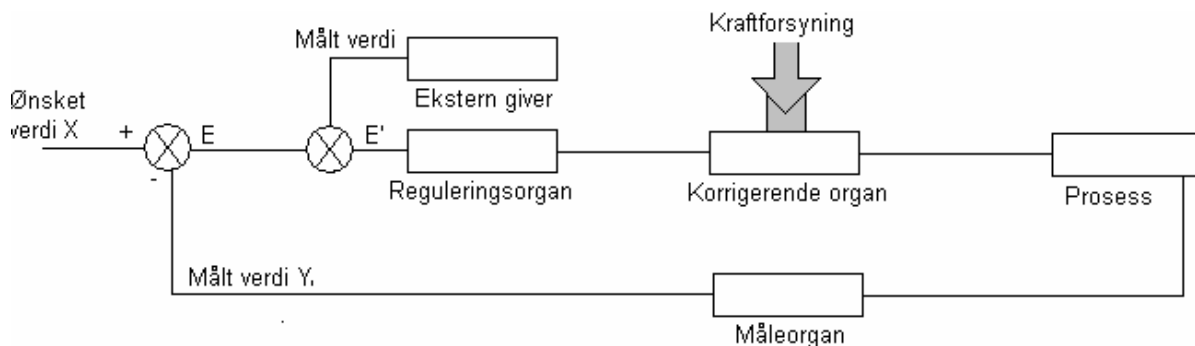 Kraftforsyning
Målt verdi
Ekstern giver
Ønsket
verdi X
+
E
E'
-
Reguleringsorgan
Korrigerende organ
Prosess
Målt verdi Y.
Måleorgan